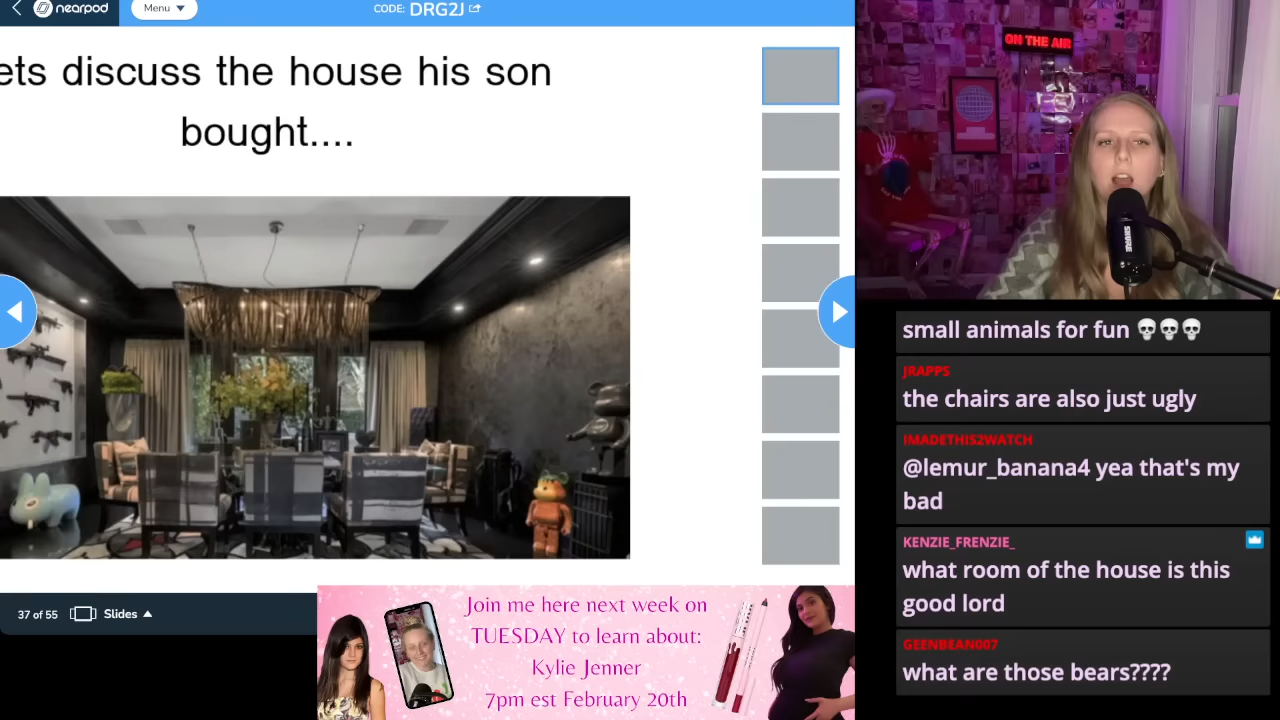 nearpod
Menu
CODE: DRG2J
ets discuss the house his son
bought....
37 of 55
Slides
Join me here next week on
TUESDAY to learn about:
Kylie Jenner
7pm est February 20th
ON THE AIR
SHURE
small animals for fun 💀💀💀
JRAPPS
the chairs are also just ugly
IMADETHIS2WATCH
@lemur_banana4 yea that's my
bad
KENZIE_FRENZIE_
what room of the house is this
good lord
GEENBEAN007
what are those bears????